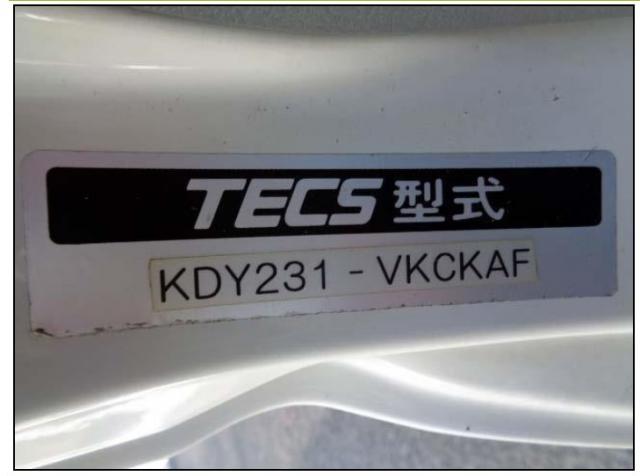 TECS 型式
KDY231 - VKCKAF